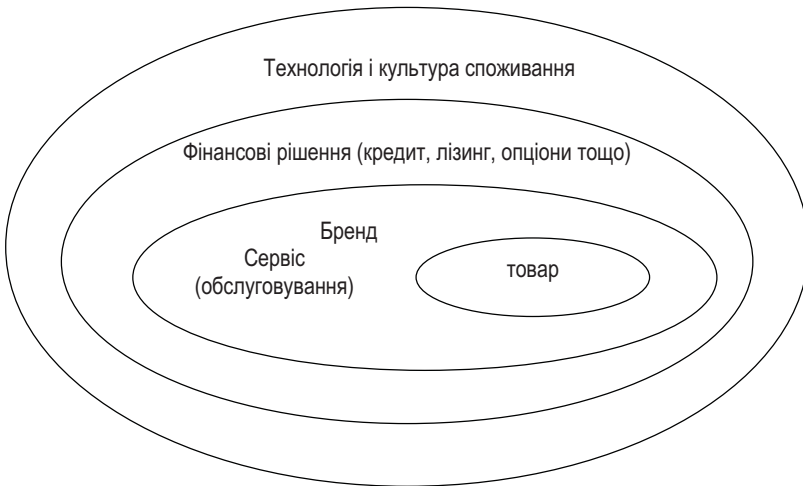 Технологія і культура споживання
Фінансові рішення (кредит, лізинг, опціони тощо)
Бренд
Сервіс
(обслуговування)
товар